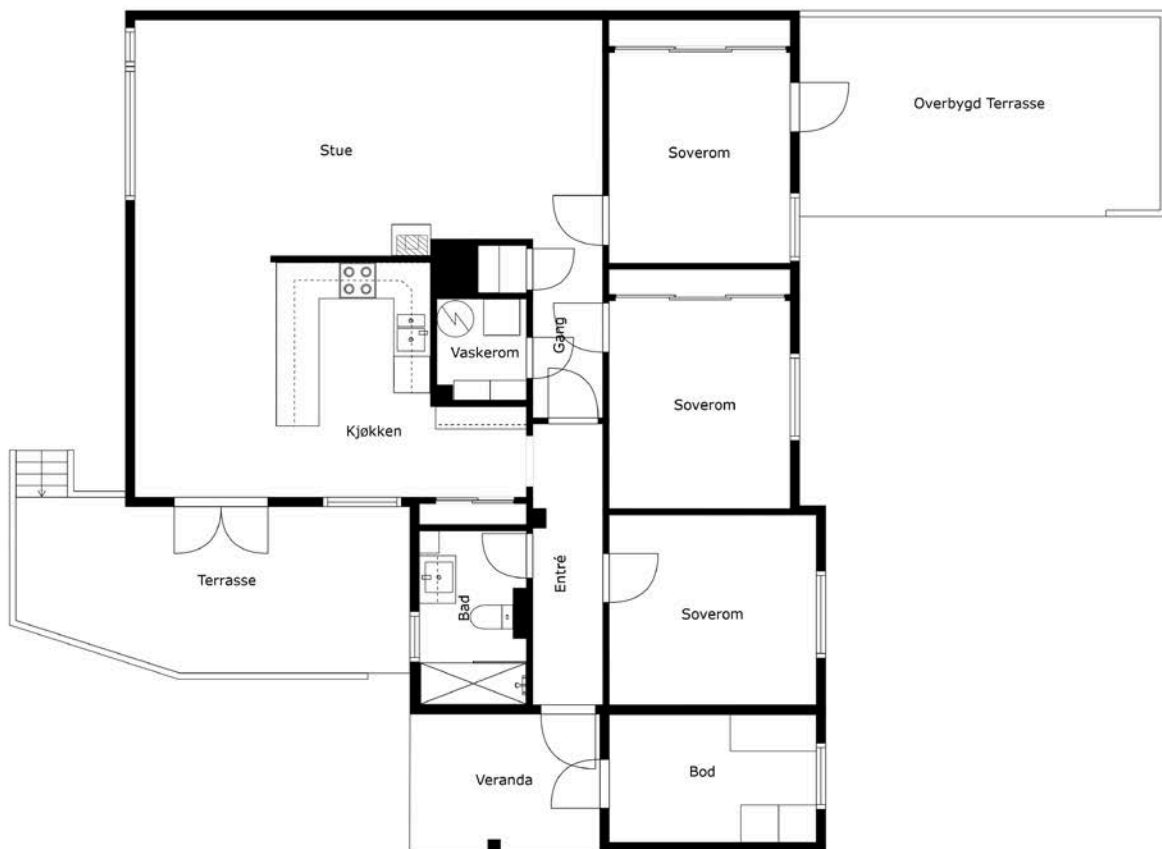 Overbygd Terrasse
Stue
Soverom
Gang
Vaskerom
Soverom
Kjøkken
Entré
Terrasse
Bad
Soverom
Bod
Veranda